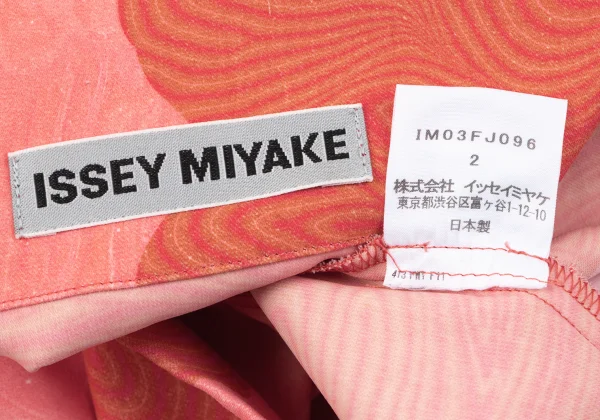 ISSEY MIYAKE
IM03FJ096
2
株式会社 イッセイミヤケ
東京都渋谷区富ヶ谷1-12-10
日本製